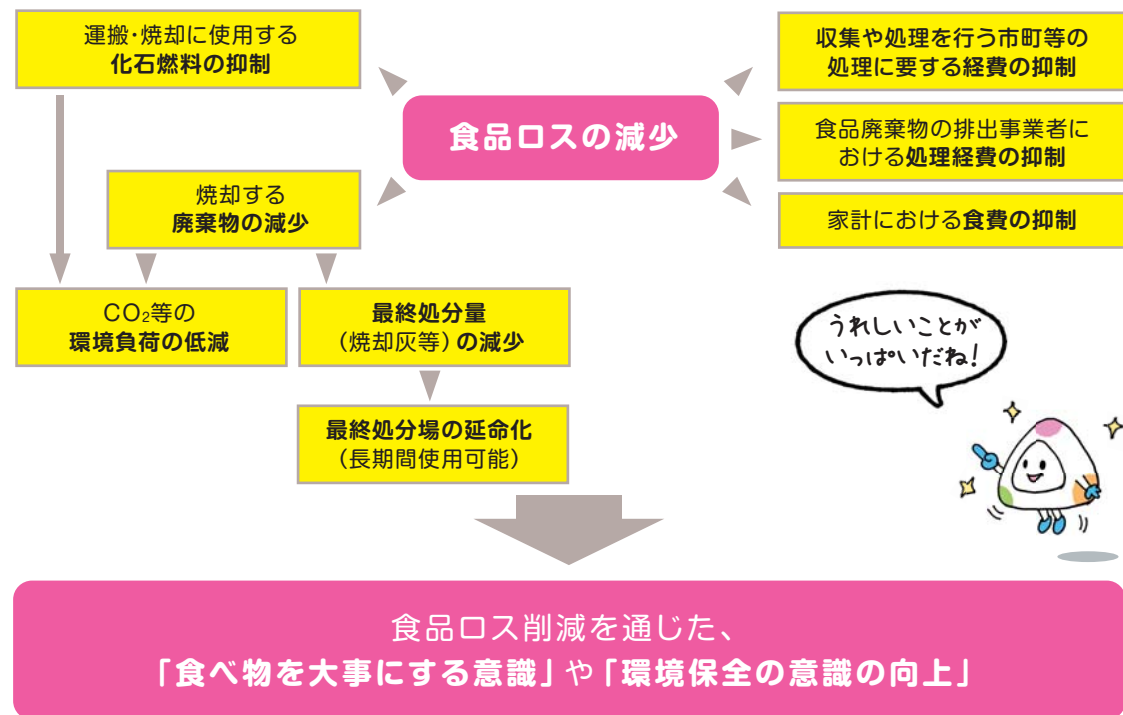 運搬・焼却に使用する
化石燃料の抑制
収集や処理を行う市町等の
処理に要する経費の抑制
食品ロスの減少
食品廃棄物の排出事業者に
おける処理経費の抑制
焼却する
廃棄物の減少
家計における食費の抑制
CO₂等の
環境負荷の低減
最終処分量
（焼却灰等）の減少
うれしいことが
いっぱいだね！
最終処分場の延命化
（長期間使用可能）
食品ロス削減を通じた、
「食べ物を大事にする意識」や「環境保全の意識の向上」